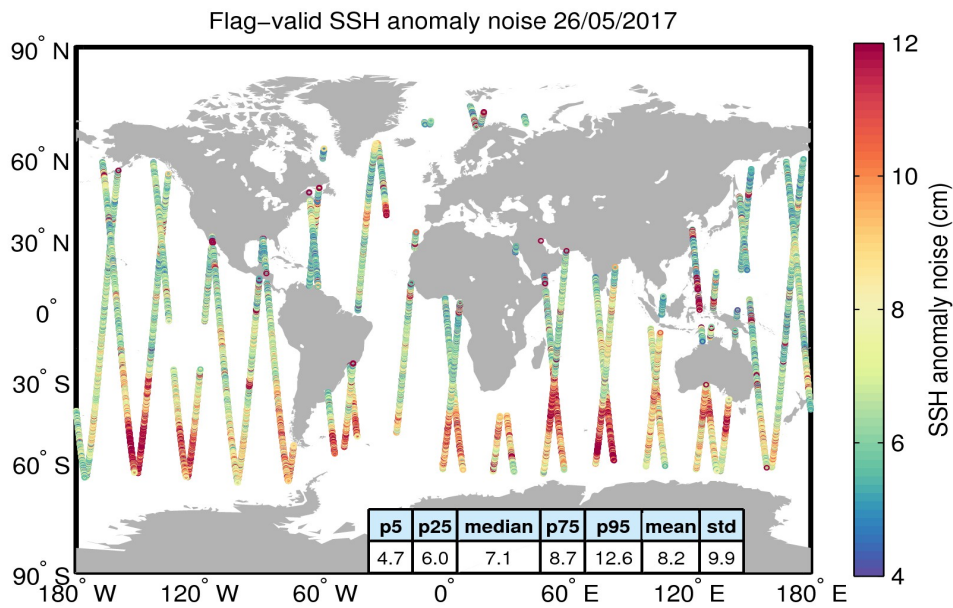 Flag−valid SSH anomaly noise 26/05/2017
90° N
60° N
30° N
0°
30° S
60° S
90° S
180° W
120° W
60° W
0°
60° E
120° E
180° E
12
10
8
6
4
SSH anomaly noise (cm)
p5 p25 median p75 p95 mean std
4.7 6.0 7.1 8.7 12.6 8.2 9.9